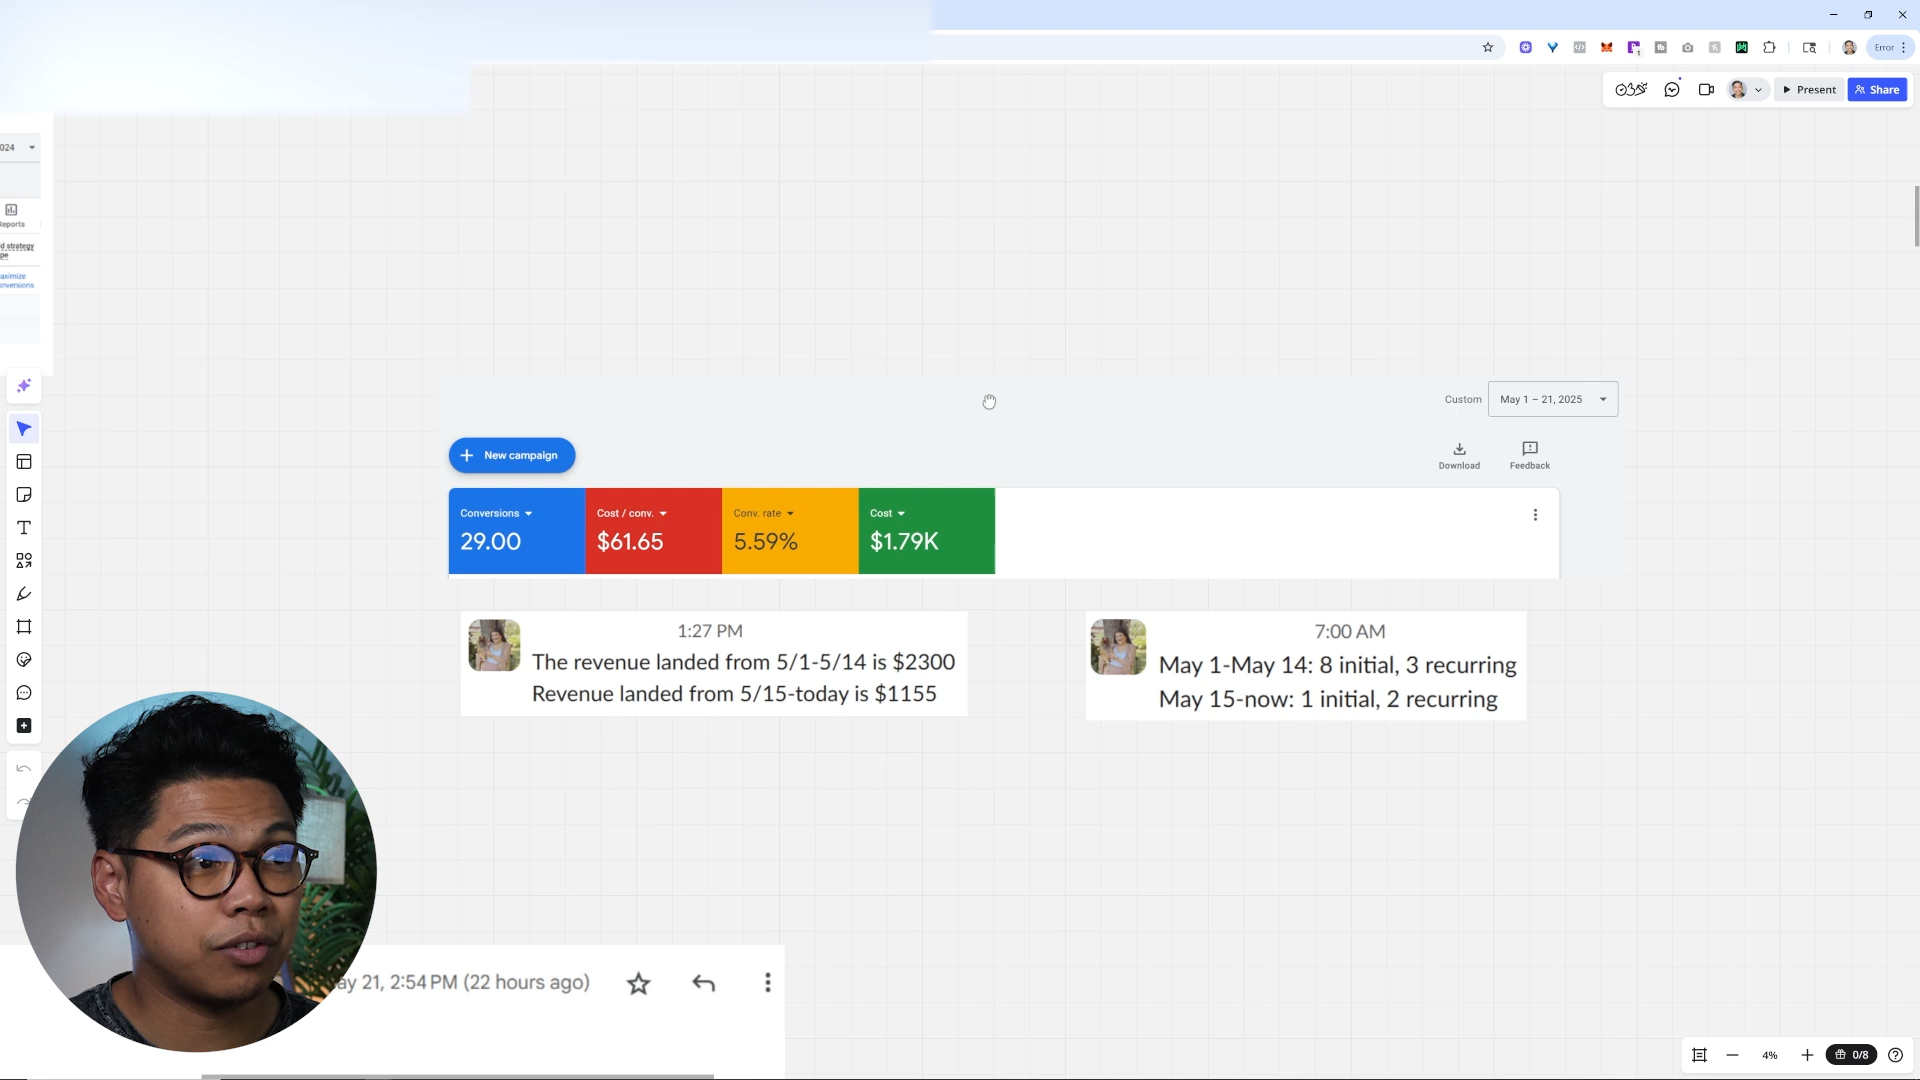 Error
Present
Share
024
Reports
d strategy
pe
aximize
onversions
Custom
May 1 – 21, 2025
New campaign
Download
Feedback
Conversions
29.00
Cost / conv.
$61.65
Conv. rate
5.59%
Cost
$1.79K
1:27 PM
The revenue landed from 5/1-5/14 is $2300
Revenue landed from 5/15-today is $1155
7:00 AM
May 1-May 14: 8 initial, 3 recurring
May 15-now: 1 initial, 2 recurring
ay 21, 2:54 PM (22 hours ago)
4%
0/8